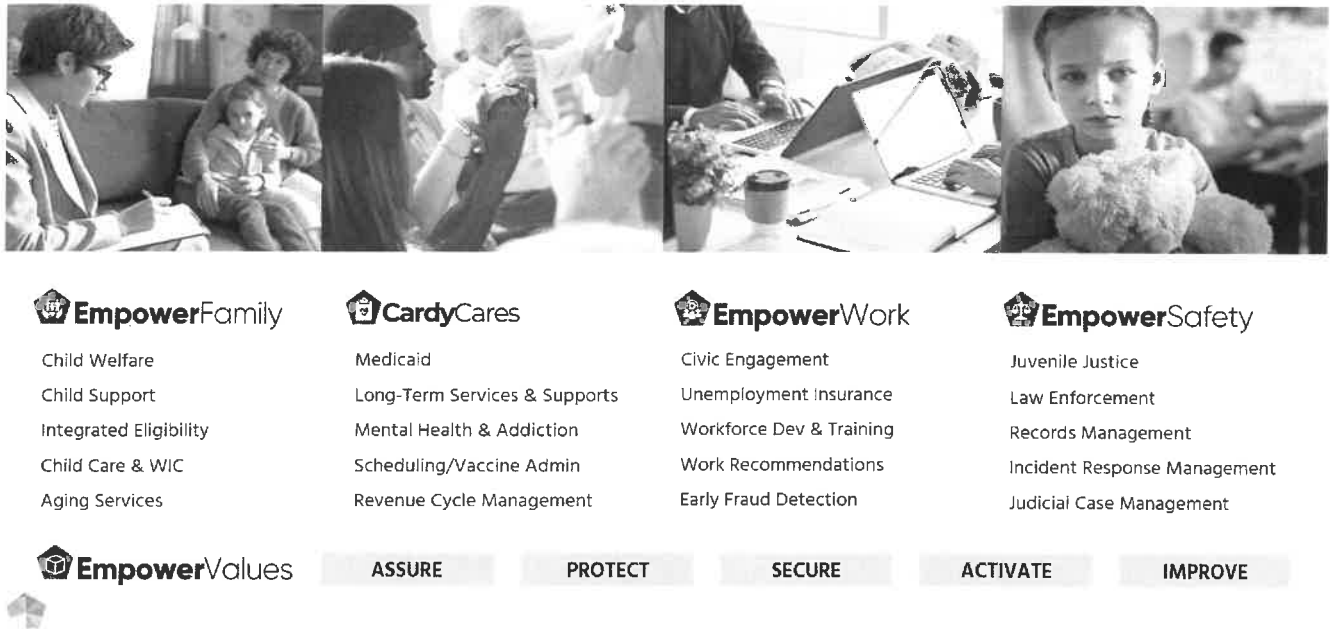 EmpowerFamily
Child Welfare
Child Support
Integrated Eligibility
Child Care & WIC
Aging Services
CardyCares
Medicaid
Long-Term Services & Supports
Mental Health & Addiction
Scheduling/Vaccine Admin
Revenue Cycle Management
EmpowerWork
Civic Engagement
Unemployment Insurance
Workforce Dev & Training
Work Recommendations
Early Fraud Detection
EmpowerSafety
Juvenile Justice
Law Enforcement
Records Management
Incident Response Management
Judicial Case Management
EmpowerValues
ASSURE
PROTECT
SECURE
ACTIVATE
IMPROVE